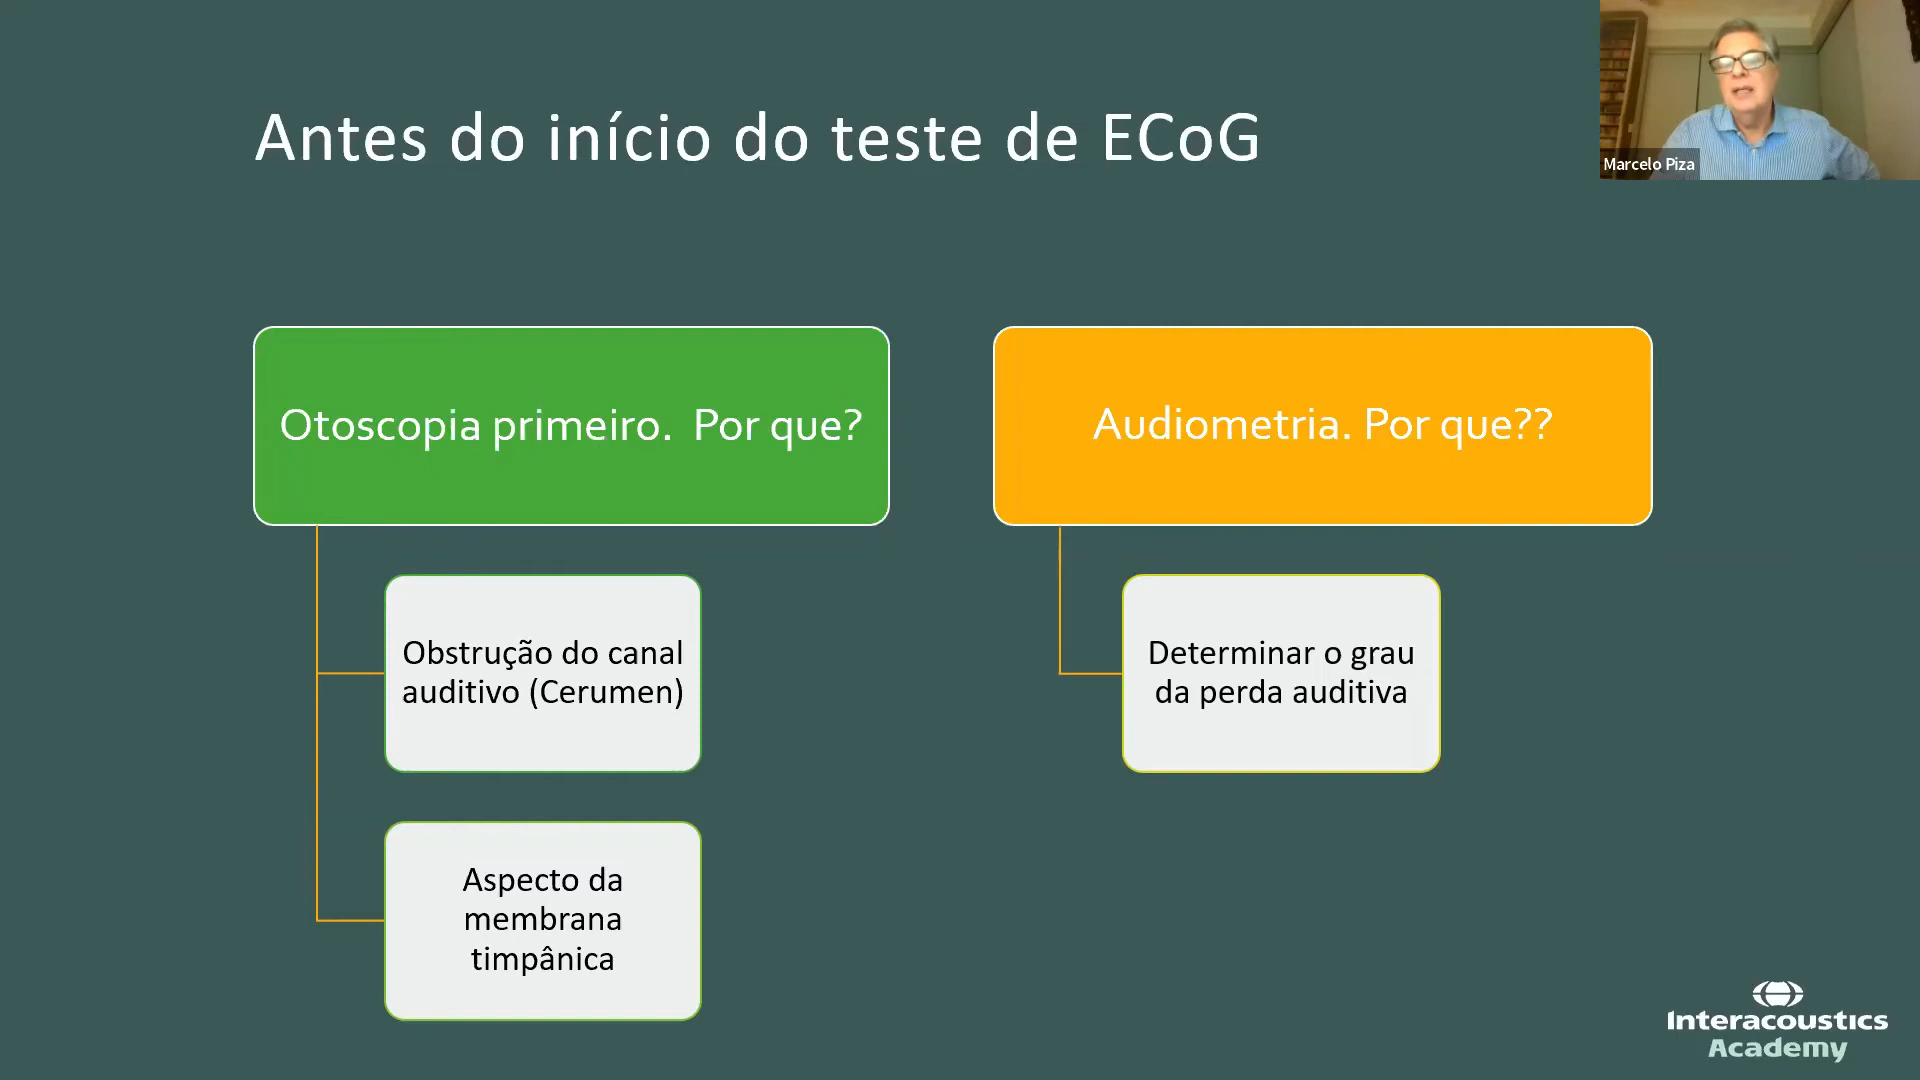 Antes do início do teste de ECoG
Marcelo Piza
Otoscopia primeiro. Por que?
Audiometria. Por que??
Obstrução do canal
auditivo (Cerumen)
Determinar o grau
da perda auditiva
Aspecto da
membrana
timpânica
Interacoustics
Academy